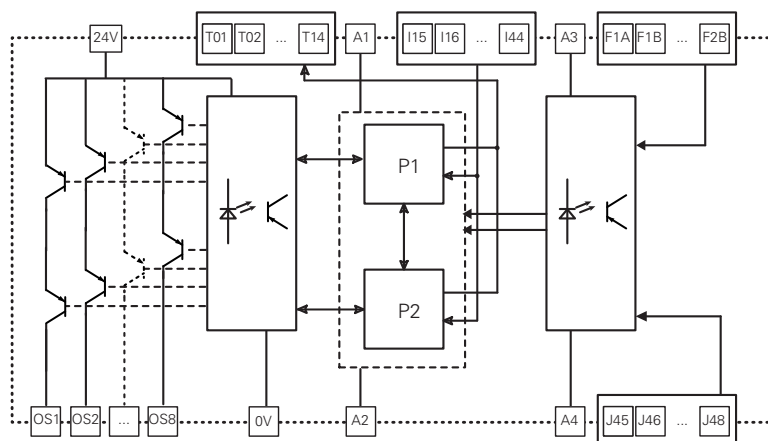 24V T01 T02 ... T14 A1 I15 I16 ... I44 A3 F1A F1B ... F2B
P1
P2
OS1 OS2 ... OS8 0V A2 A4 J45 J46 ... J48